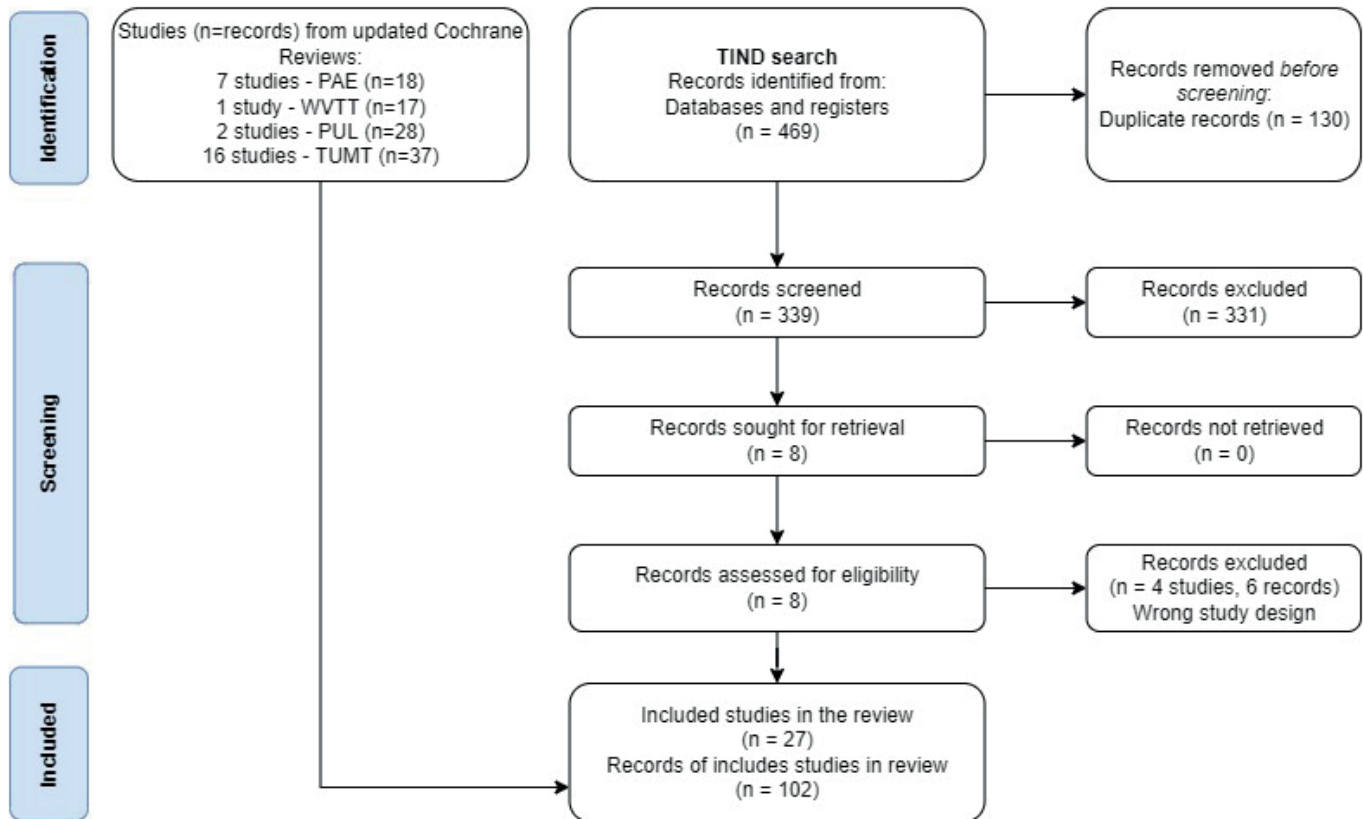 Identification
Studies (n=records) from updated Cochrane
Reviews:
7 studies - PAE (n=18)
1 study - WVTT (n=17)
2 studies - PUL (n=28)
16 studies - TUMT (n=37)
TIND search
Records identified from:
Databases and registers
(n = 469)
Records removed before
screening:
Duplicate records (n = 130)
Screening
Records screened
(n = 339)
Records excluded
(n = 331)
Records sought for retrieval
(n = 8)
Records not retrieved
(n = 0)
Records assessed for eligibility
(n = 8)
Records excluded
(n = 4 studies, 6 records)
Wrong study design
Included
Included studies in the review
(n = 27)
Records of includes studies in review
(n = 102)